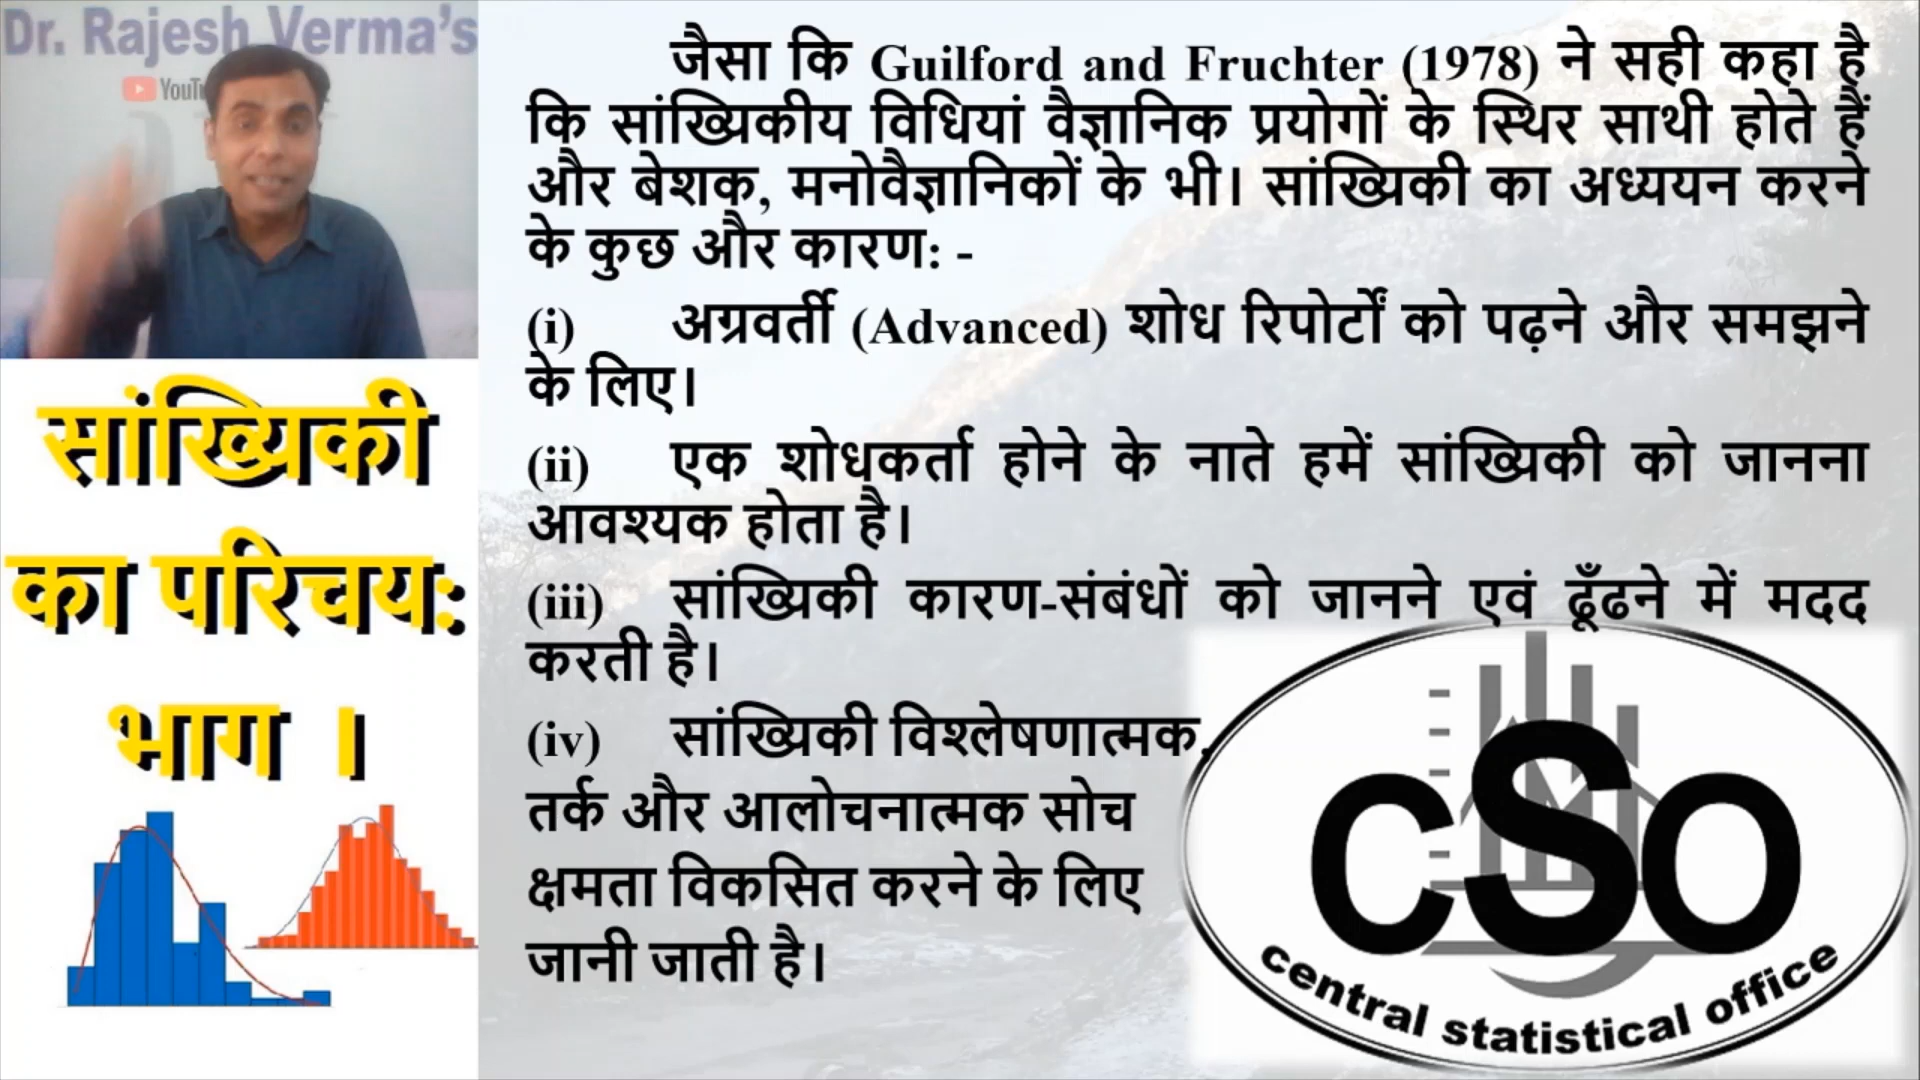 Dr. Rajesh Verma's
जैसा कि Guilford and Fruchter (1978) ने सही कहा है
कि सांख्यिकीय विधियां वैज्ञानिक प्रयोगों के स्थिर साथी होते हैं
और बेशक, मनोवैज्ञानिकों के भी। सांख्यिकी का अध्ययन करने
के कुछ और कारण: -
(i) अग्रवर्ती (Advanced) शोध रिपोर्टों को पढ़ने और समझने
के लिए।
(ii) एक शोधकर्ता होने के नाते हमें सांख्यिकी को जानना
आवश्यक होता है।
(iii) सांख्यिकी कारण-संबंधों को जानने एवं ढूँढने में मदद
करती है।
(iv) सांख्यिकी विश्लेषणात्मक,
तर्क और आलोचनात्मक सोच
क्षमता विकसित करने के लिए
जानी जाती है।
सांख्यिकी
का परिचय:
भाग ।
cso
central statistical office